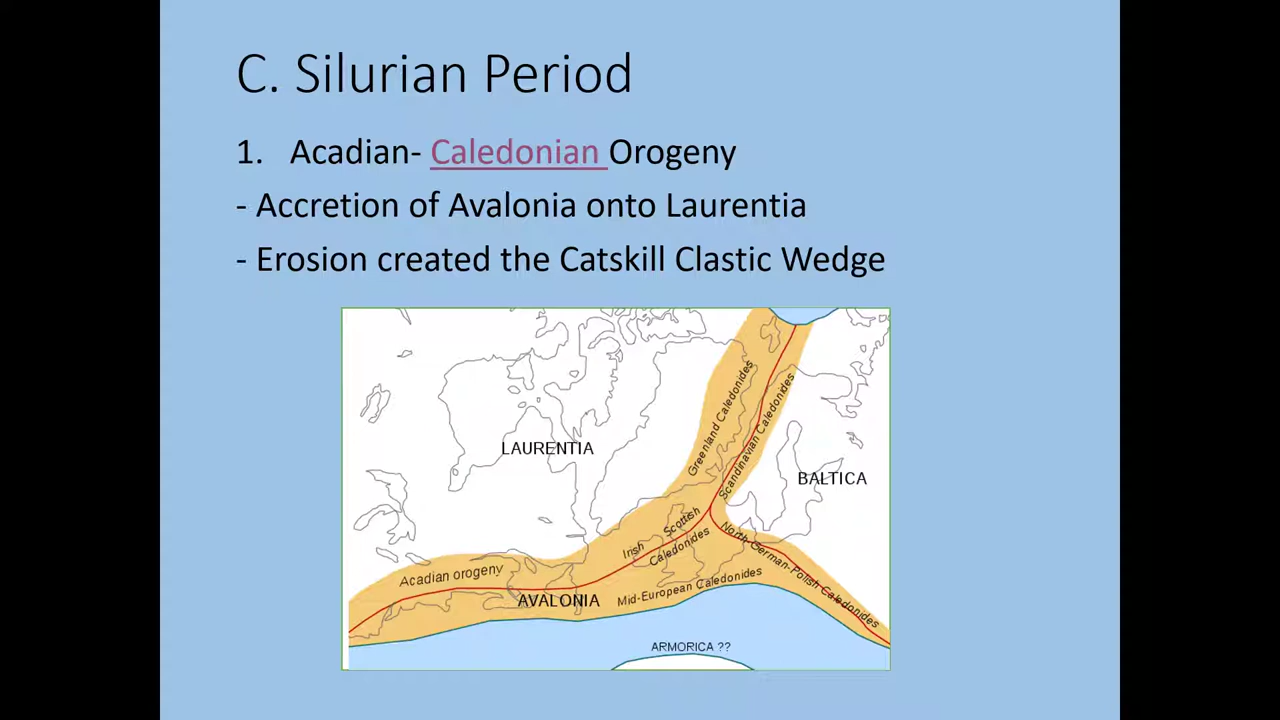 C. Silurian Period
1. Acadian- Caledonian Orogeny
- Accretion of Avalonia onto Laurentia
- Erosion created the Catskill Clastic Wedge
Greenland Caledonides
Scandinavian Caledonides
LAURENTIA
BALTICA
Irish Scottish
Caledonides
North-German-Polish Caledonides
Acadian orogeny
AVALONIA
Mid-European Caledonides
ARMORICA ??